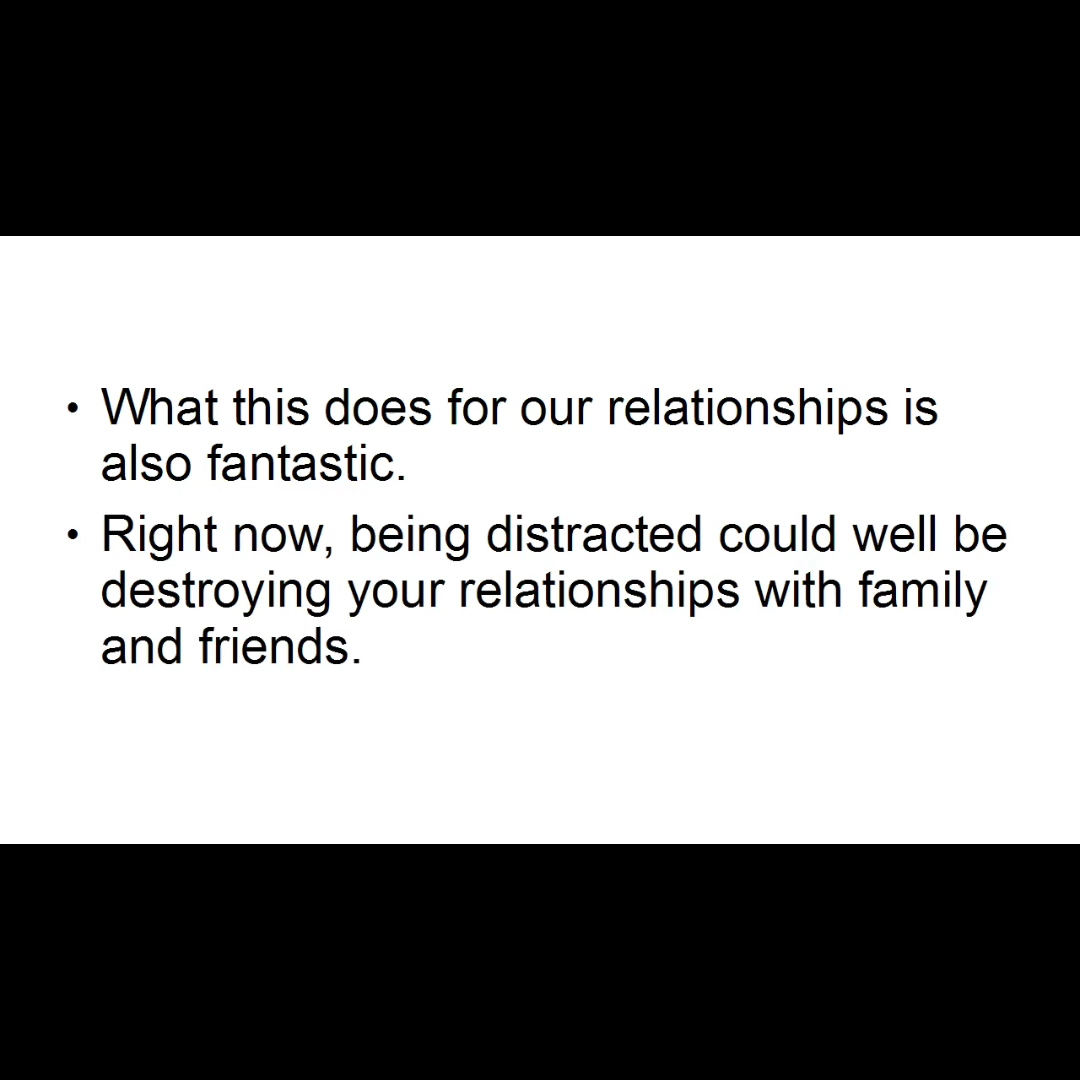 • What this does for our relationships is
also fantastic.
• Right now, being distracted could well be
destroying your relationships with family
and friends.